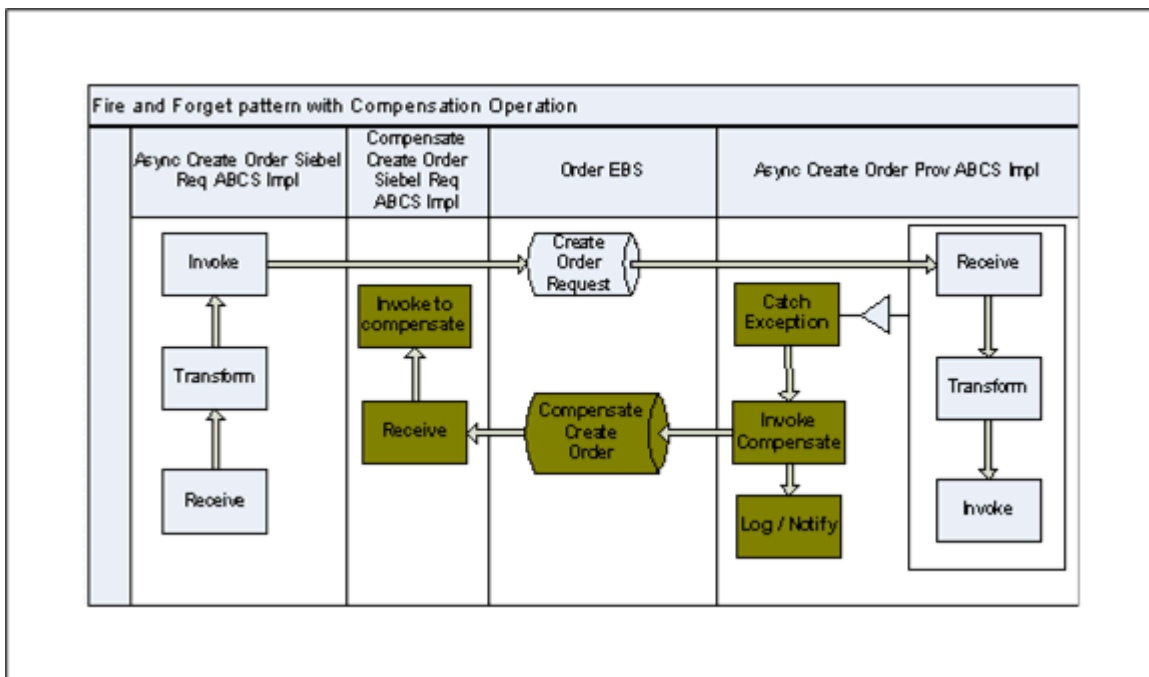 Fire and Forget pattern with Compensation Operation
Async Create Order Siebel
Req ABCS Impl
Compensate
Create Order
Siebel Req
ABCS Impl
Order EBS
Async Create Order Prov ABCS Impl
Invoke
Transform
Receive
Invoke to
compensate
Receive
Create
Order
Request
Compensate
Create
Order
Catch
Exception
Invoke
Compensate
Log / Notify
Receive
Transform
Invoke